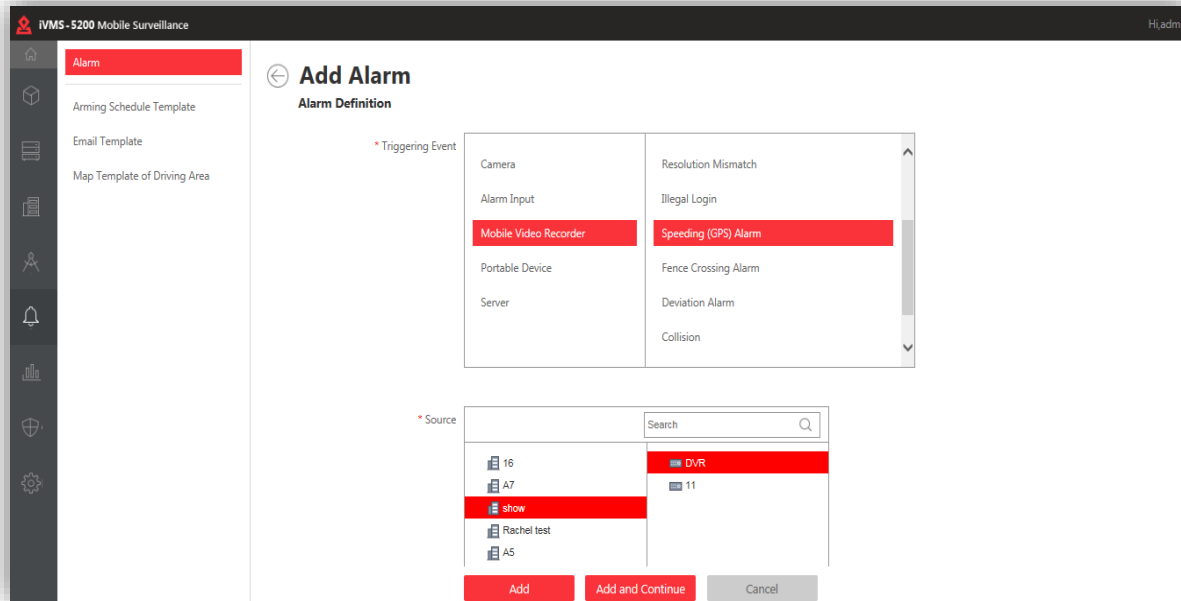 iVMS-5200 Mobile Surveillance
Hi,adm
Alarm
Arming Schedule Template
Email Template
Map Template of Driving Area
Add Alarm
Alarm Definition
* Triggering Event
Camera
Alarm Input
Mobile Video Recorder
Portable Device
Server
Resolution Mismatch
Illegal Login
Speeding (GPS) Alarm
Fence Crossing Alarm
Deviation Alarm
Collision
* Source
Search
16
A7
show
Rachel test
A5
DVR
11
Add
Add and Continue
Cancel